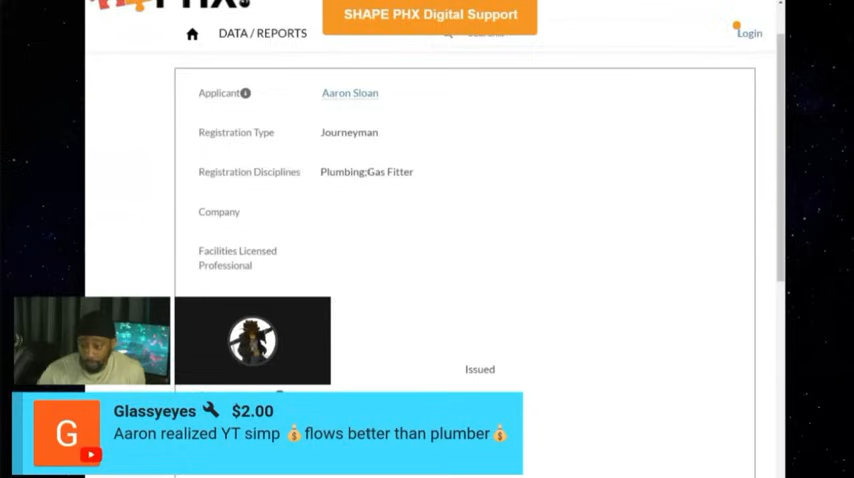 PHX
SHAPE PHX Digital Support
DATA / REPORTS
Login
Applicant
Aaron Sloan
Registration Type
Journeyman
Registration Disciplines
Plumbing;Gas Fitter
Company
Facilities Licensed
Professional
Issued
G
Glassyeyes 🔧 $2.00
Aaron realized YT simp 💰flows better than plumber💰